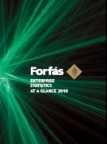 Forfás
ENTERPRISE
STATISTICS
AT A GLANCE 2010